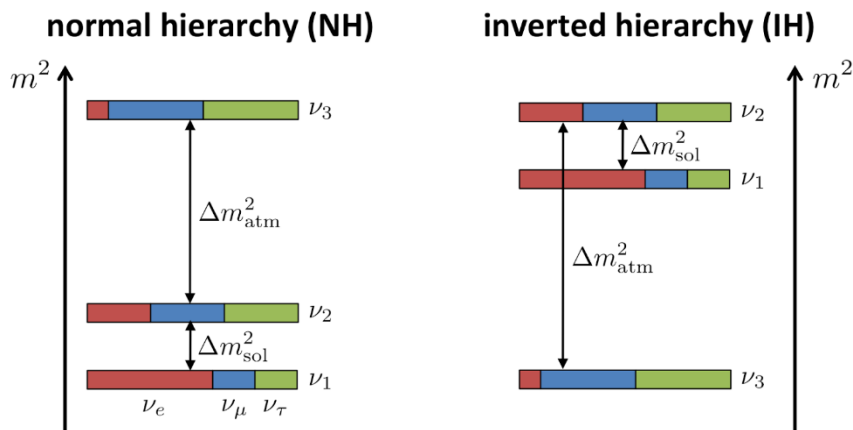 normal hierarchy (NH)
m²
ν₃
Δm²atm
ν₂
Δm²sol
ν₁
νe νμ ντ
inverted hierarchy (IH)
m²
ν₂
Δm²sol
ν₁
Δm²atm
ν₃